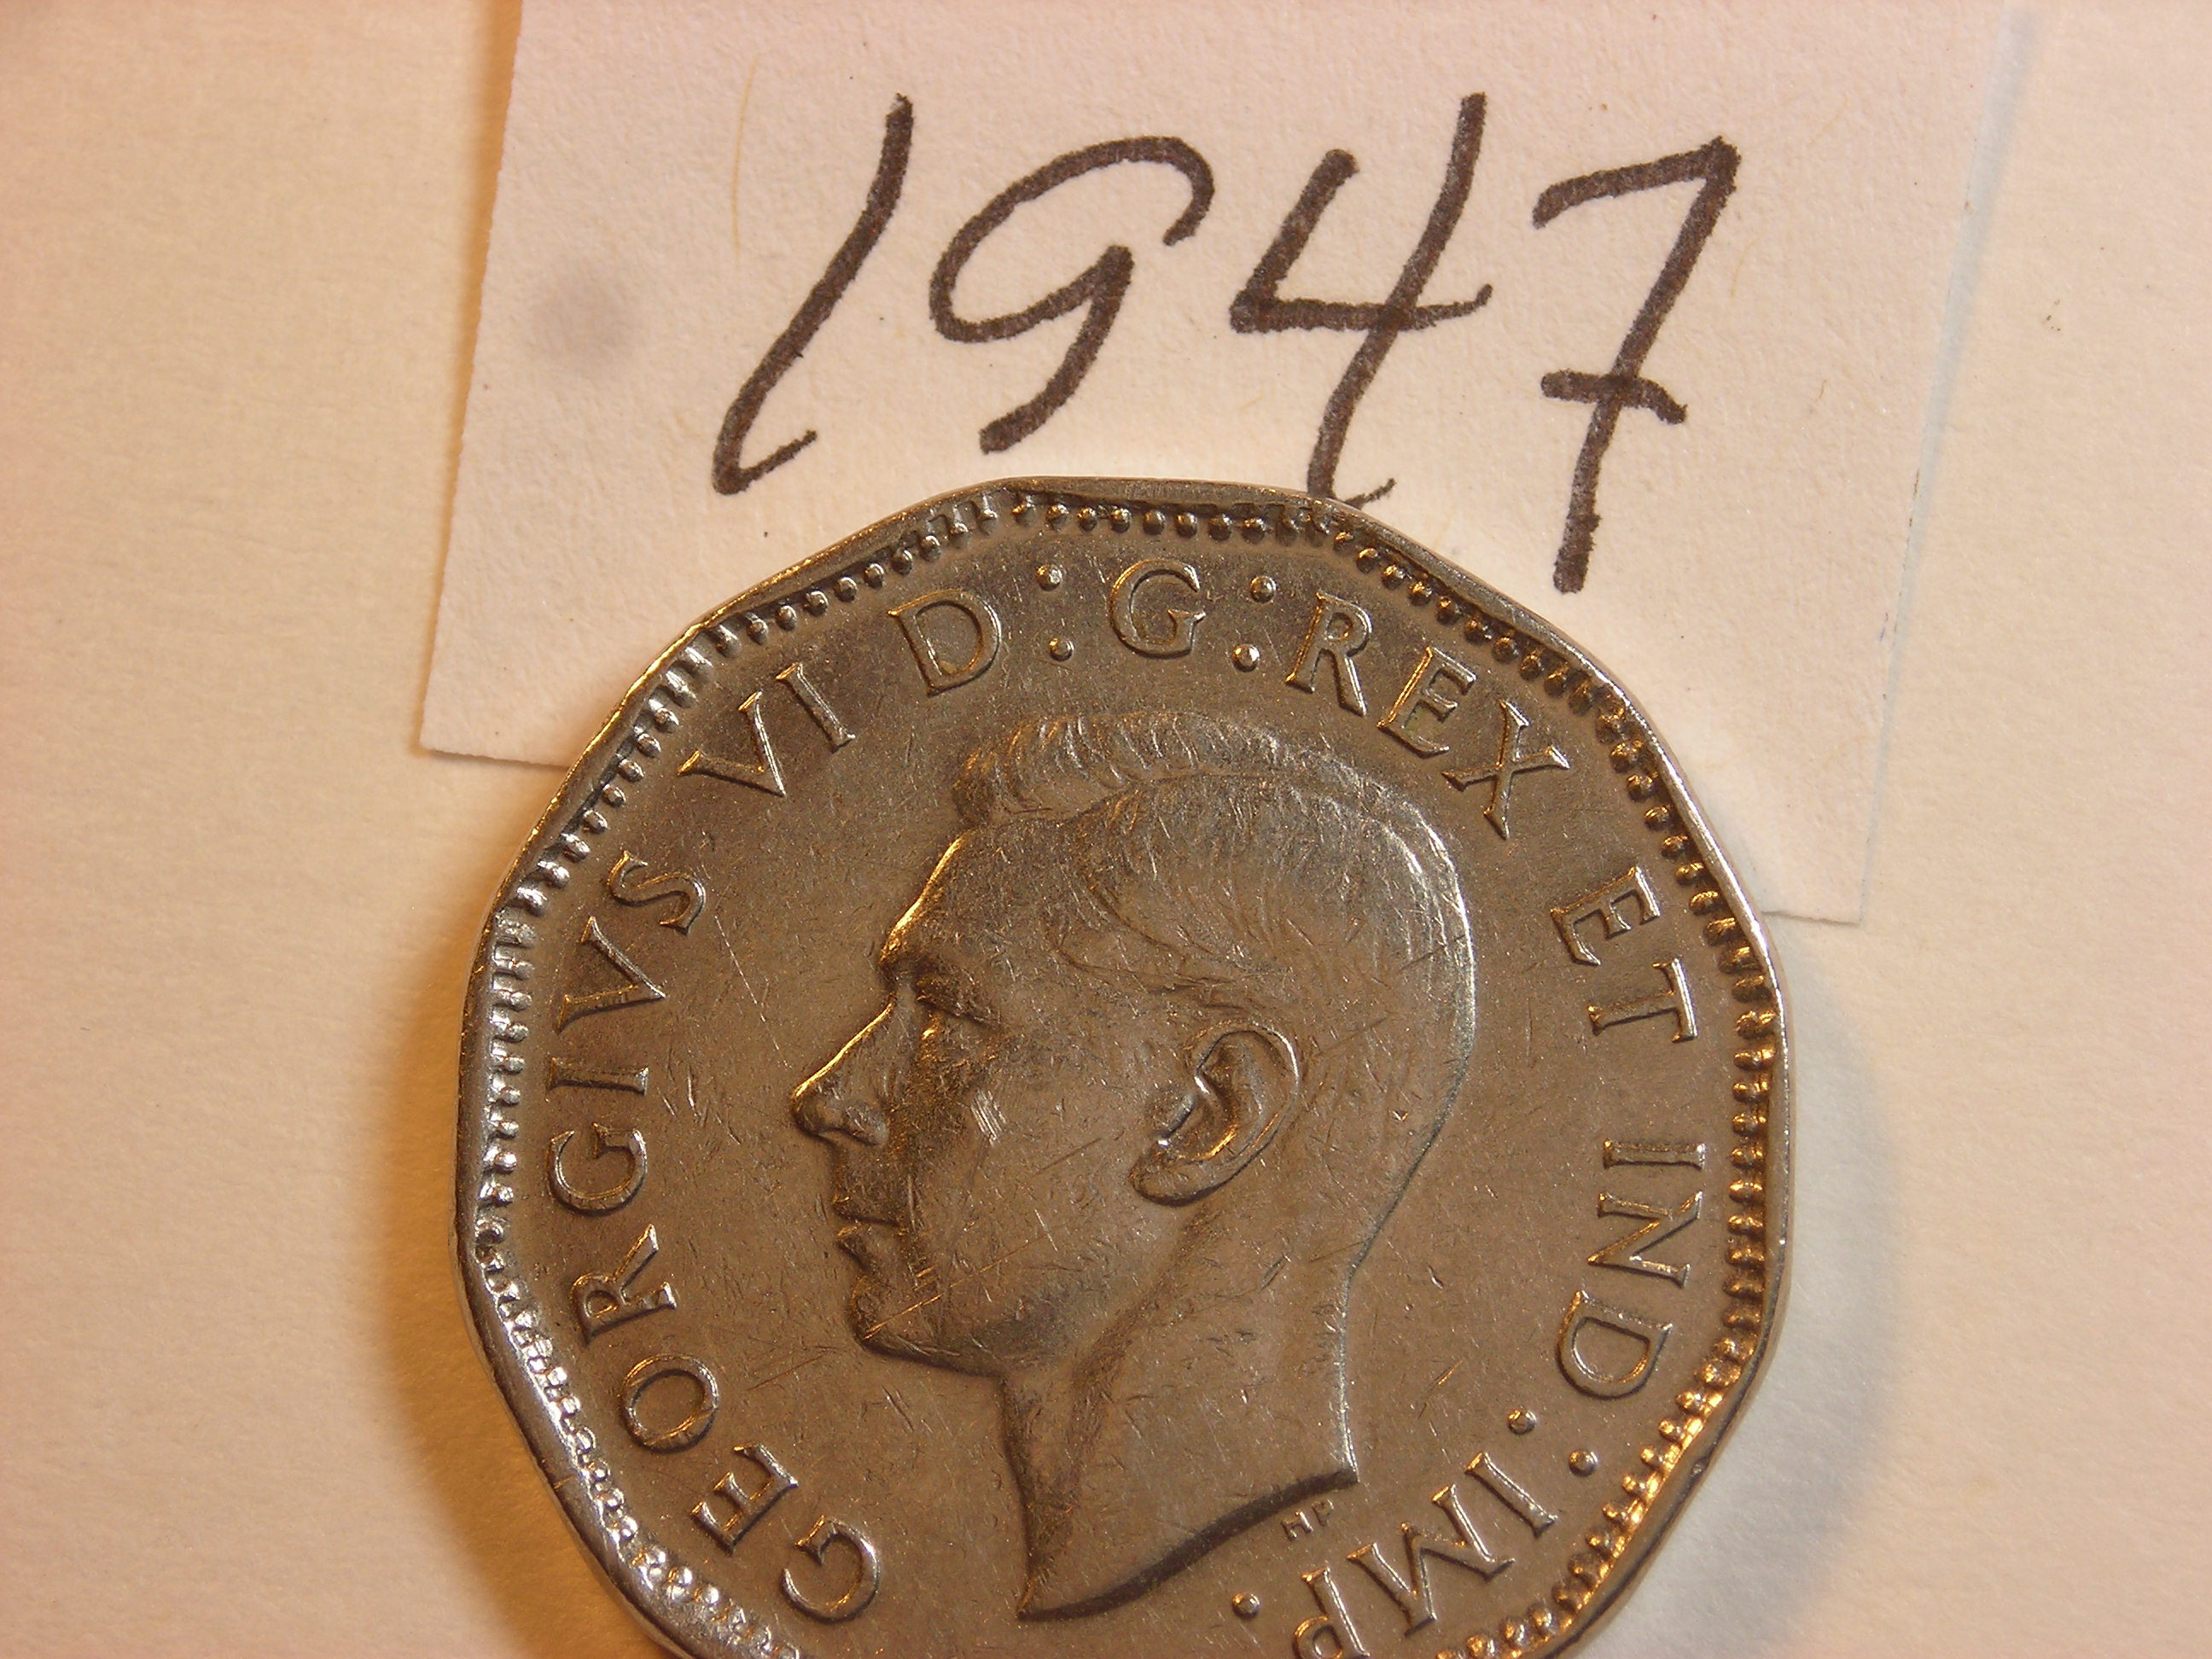 1947
GEORGIVS VI D:G:REX ET IND:IMP:
HP